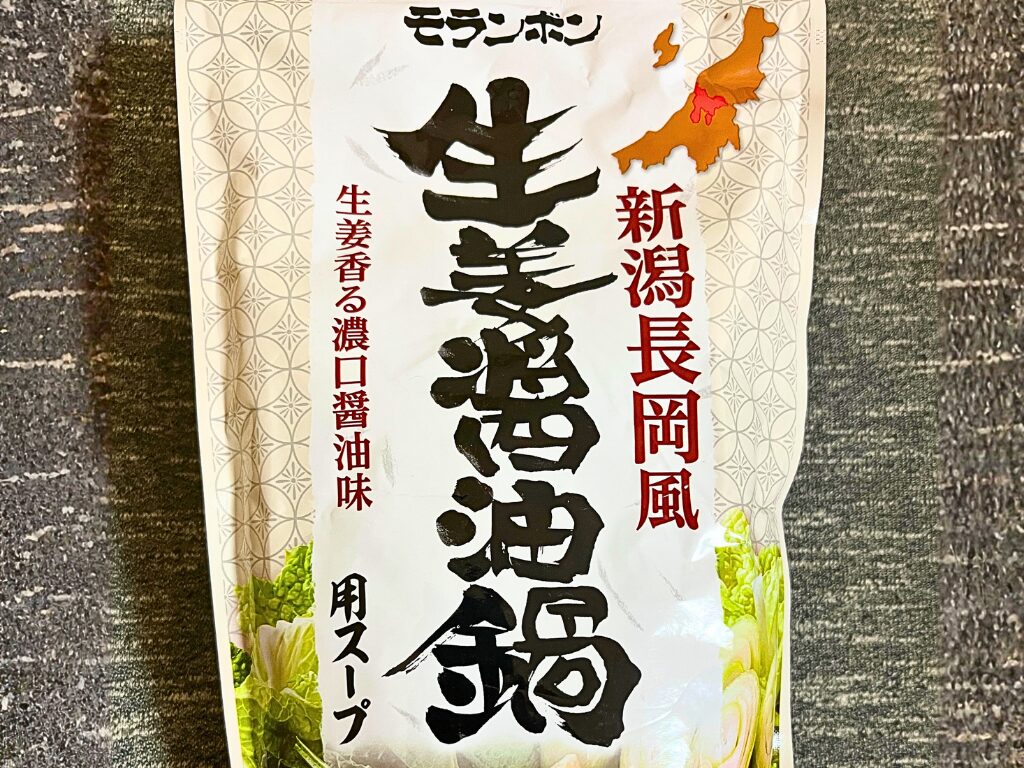 モランボン
新潟長岡風
生姜醤油鍋
生姜香る濃口醤油味
用スープ